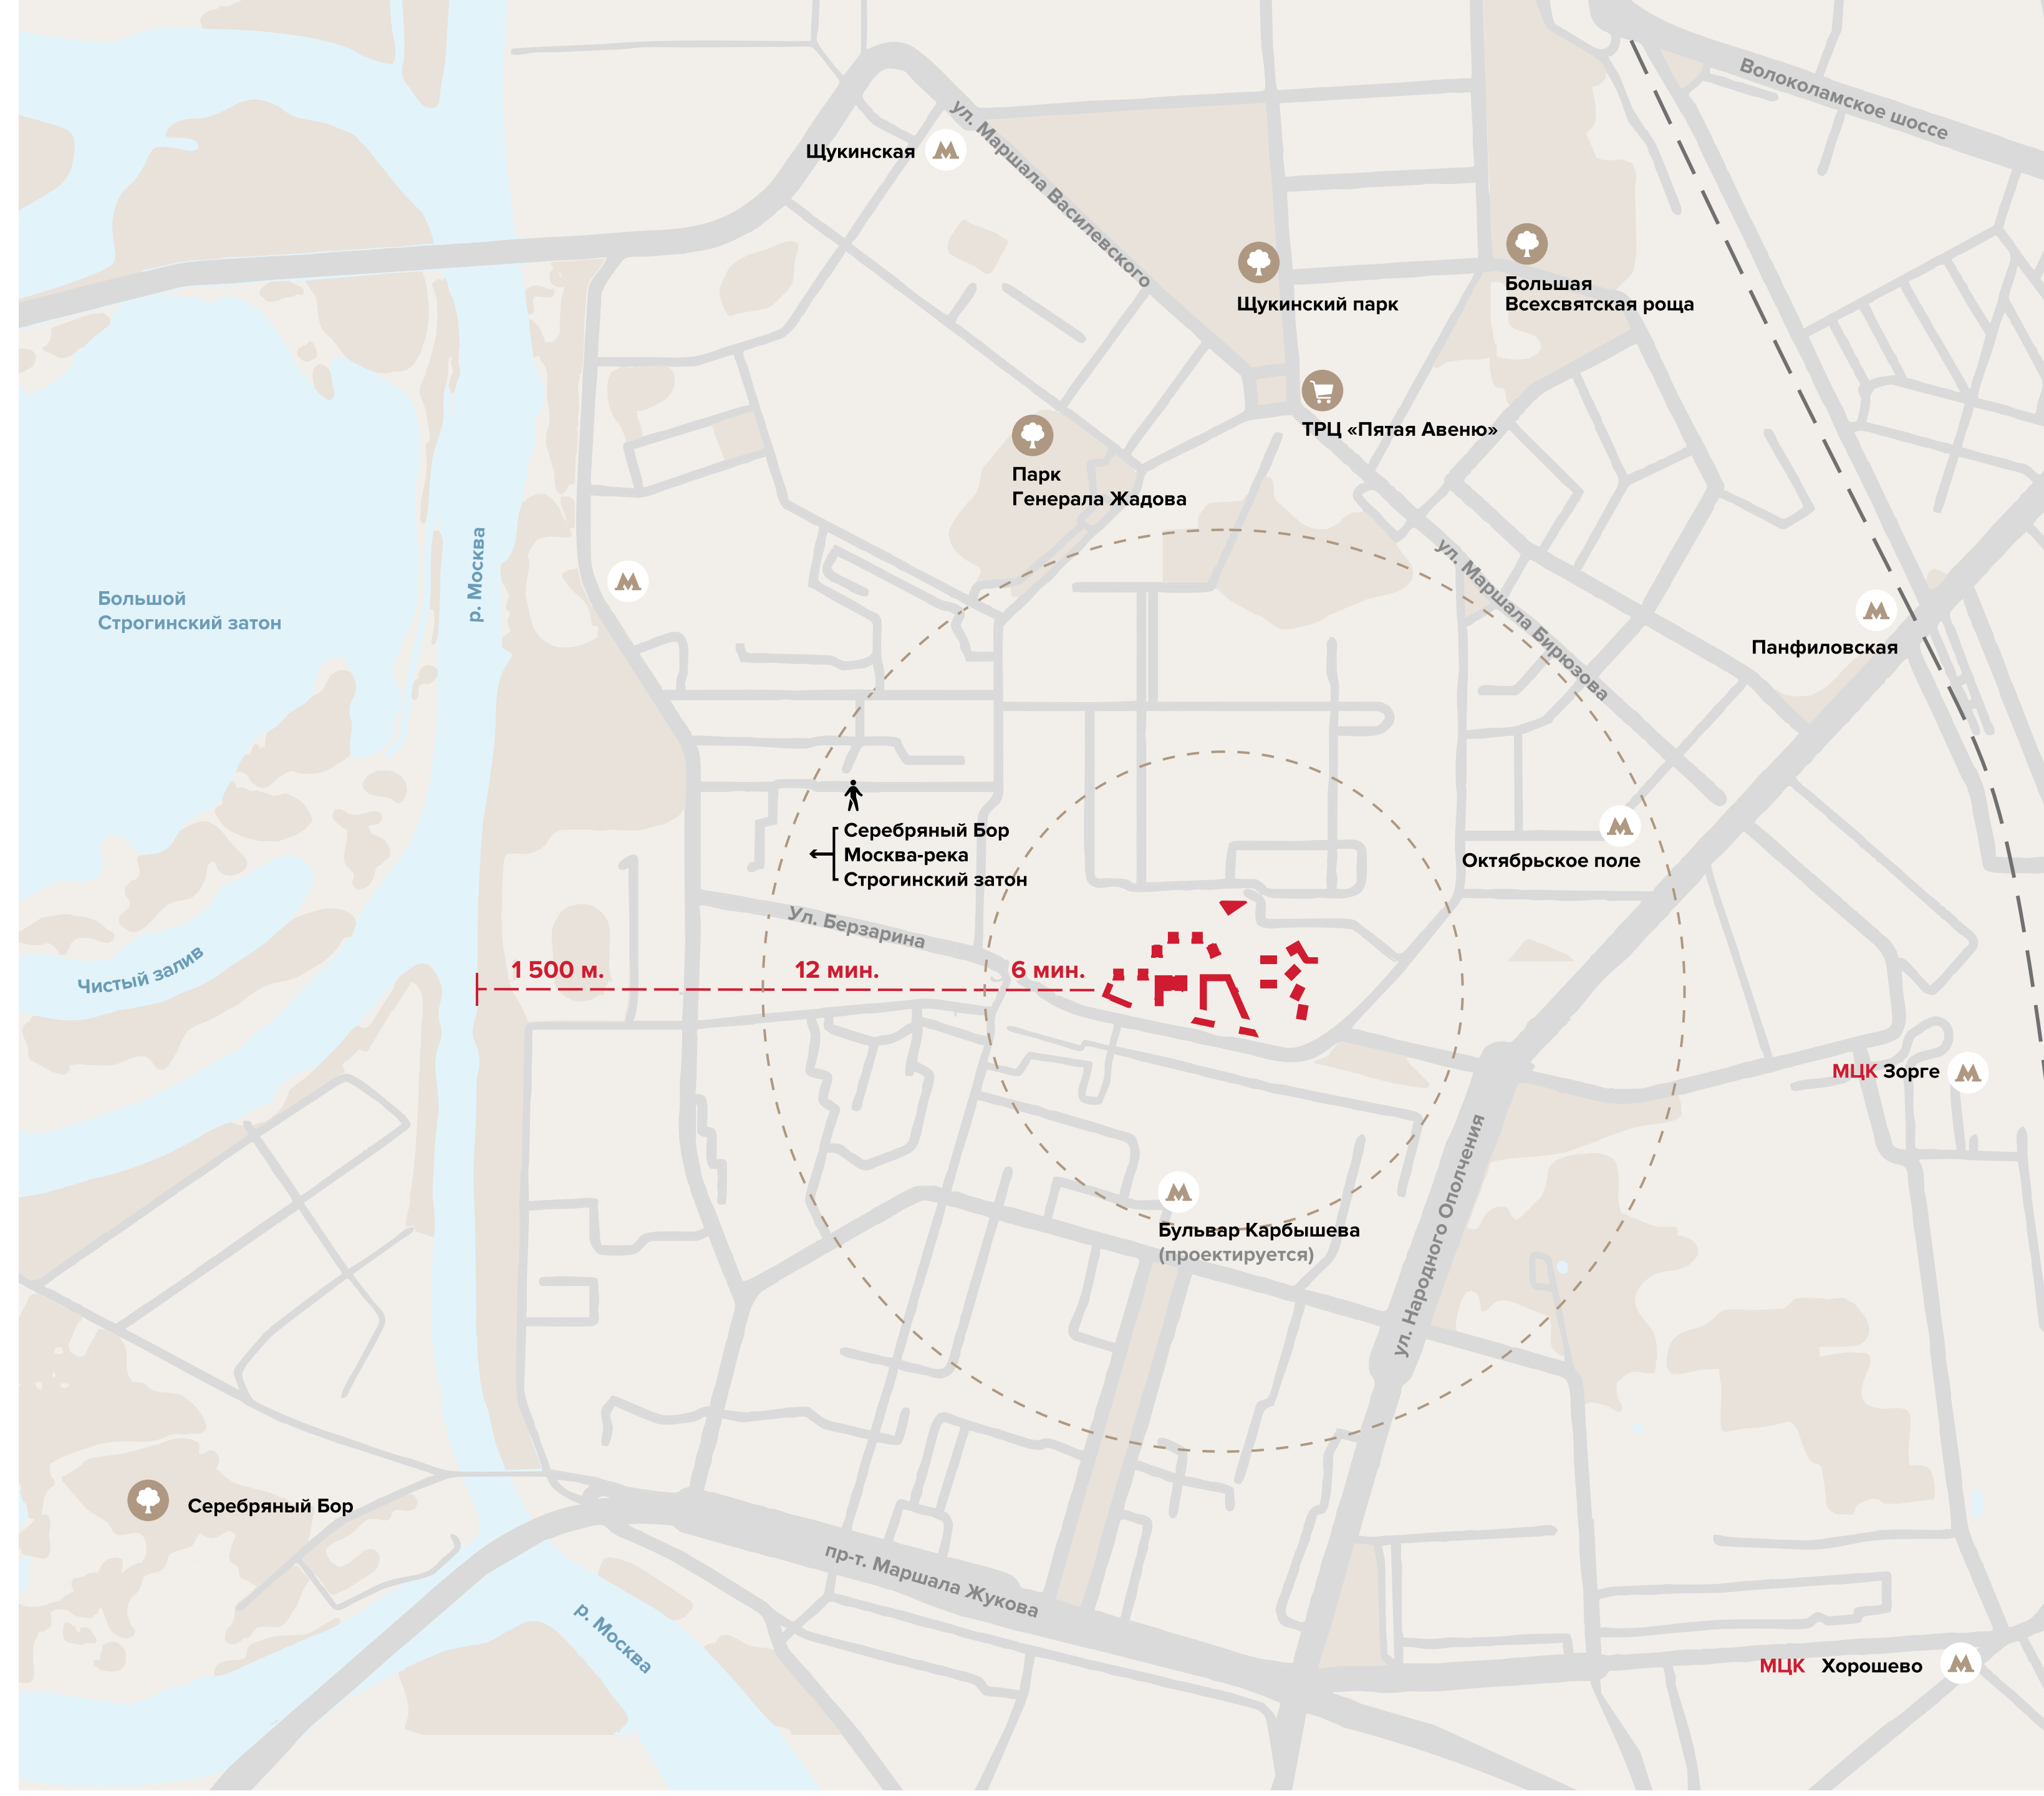 Волоколамское шоссе
Щукинская
ул. Маршала Василевского
Щукинский парк
Большая
Всехсвятская роща
ТРЦ «Пятая Авеню»
Парк
Генерала Жадова
р. Москва
Большой
Строгинский затон
ул. Маршала Бирюзова
Панфиловская
Серебряный Бор
Москва-река
Строгинский затон
Октябрьское поле
Ул. Берзарина
Чистый залив
1 500 м.
12 мин.
6 мин.
МЦК Зорге
ул. Народного Ополчения
Бульвар Карбышева
(проектируется)
Серебряный Бор
пр-т. Маршала Жукова
р. Москва
МЦК Хорошево